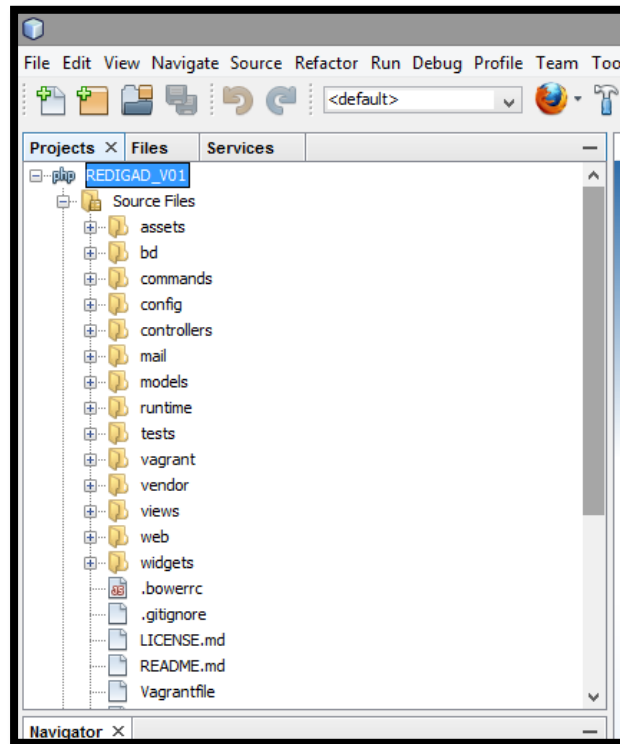 File Edit View Navigate Source Refactor Run Debug Profile Team Too
<default>
Projects Files Services
php REDIGAD_V01
Source Files
assets
bd
commands
config
controllers
mail
models
runtime
tests
vagrant
vendor
views
web
widgets
.bowerrc
.gitignore
LICENSE.md
README.md
Vagrantfile
Navigator